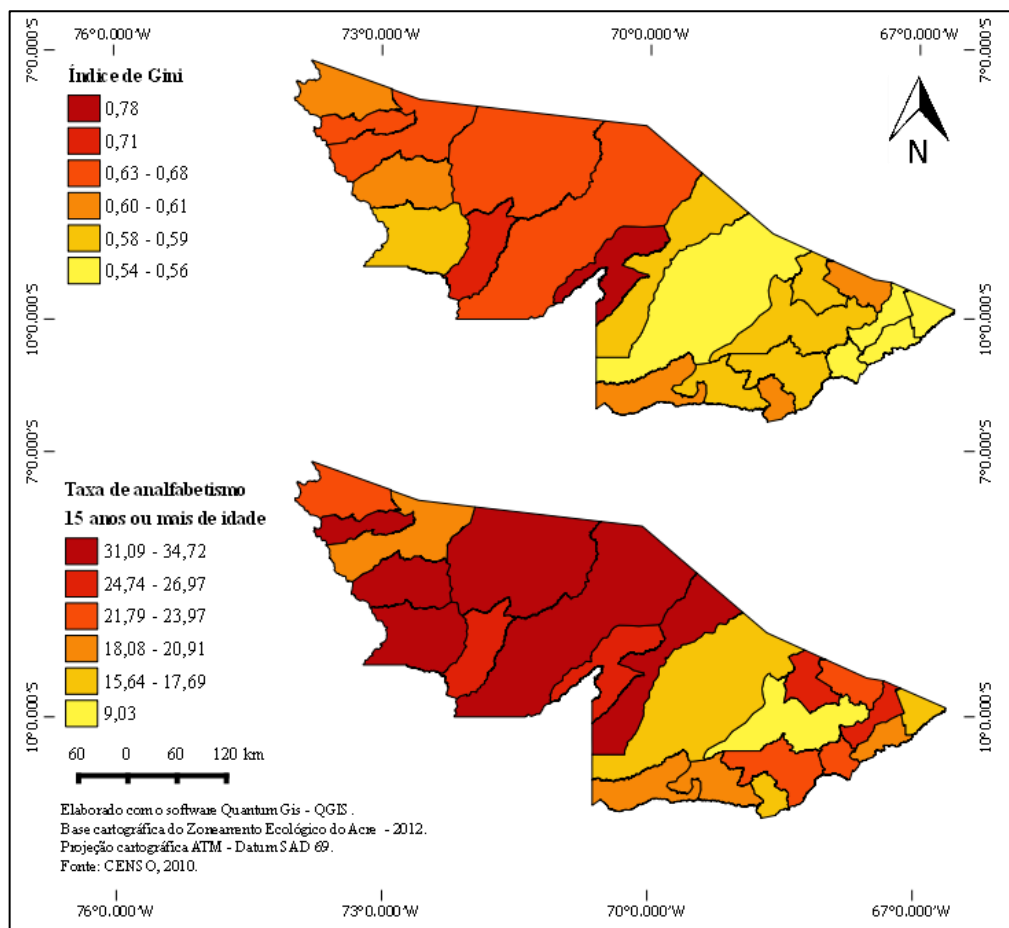 76°0.000'W 73°0.000'W 70°0.000'W 67°0.000'W
7°0.000'S 7°0.000'S
Índice de Gini
0,78
0,71
0,63 - 0,68
0,60 - 0,61
0,58 - 0,59
0,54 - 0,56
N
10°0.000'S 10°0.000'S
7°0.000'S 7°0.000'S
Taxa de analfabetismo
15 anos ou mais de idade
31,09 - 34,72
24,74 - 26,97
21,79 - 23,97
18,08 - 20,91
15,64 - 17,69
9,03
10°0.000'S 10°0.000'S
60 0 60 120 km
Elaborado com o software Quantum Gis - QGIS.
Base cartográfica do Zoneamento Ecológico do Acre - 2012.
Projeção cartográfica ATM - Datum SAD 69.
Fonte: CENSO, 2010.
76°0.000'W 73°0.000'W 70°0.000'W 67°0.000'W